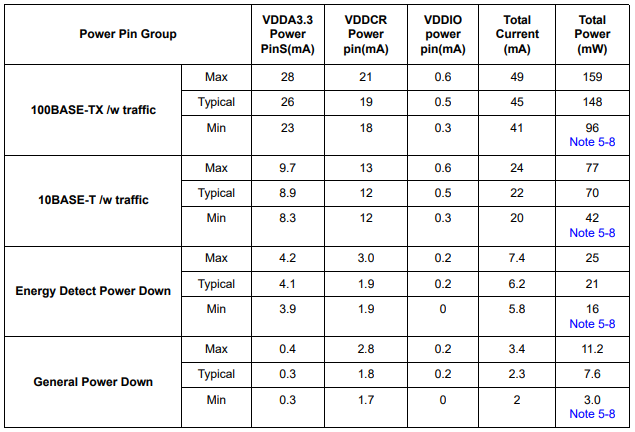 Power Pin Group VDDA3.3 Power PinS(mA) VDDCR Power pin(mA) VDDIO power pin(mA) Total Current (mA) Total Power (mW)
100BASE-TX /w traffic Max 28 21 0.6 49 159
Typical 26 19 0.5 45 148
Min 23 18 0.3 41 96 Note 5-8
10BASE-T /w traffic Max 9.7 13 0.6 24 77
Typical 8.9 12 0.5 22 70
Min 8.3 12 0.3 20 42 Note 5-8
Energy Detect Power Down Max 4.2 3.0 0.2 7.4 25
Typical 4.1 1.9 0.2 6.2 21
Min 3.9 1.9 0 5.8 16 Note 5-8
General Power Down Max 0.4 2.8 0.2 3.4 11.2
Typical 0.3 1.8 0.2 2.3 7.6
Min 0.3 1.7 0 2 3.0 Note 5-8